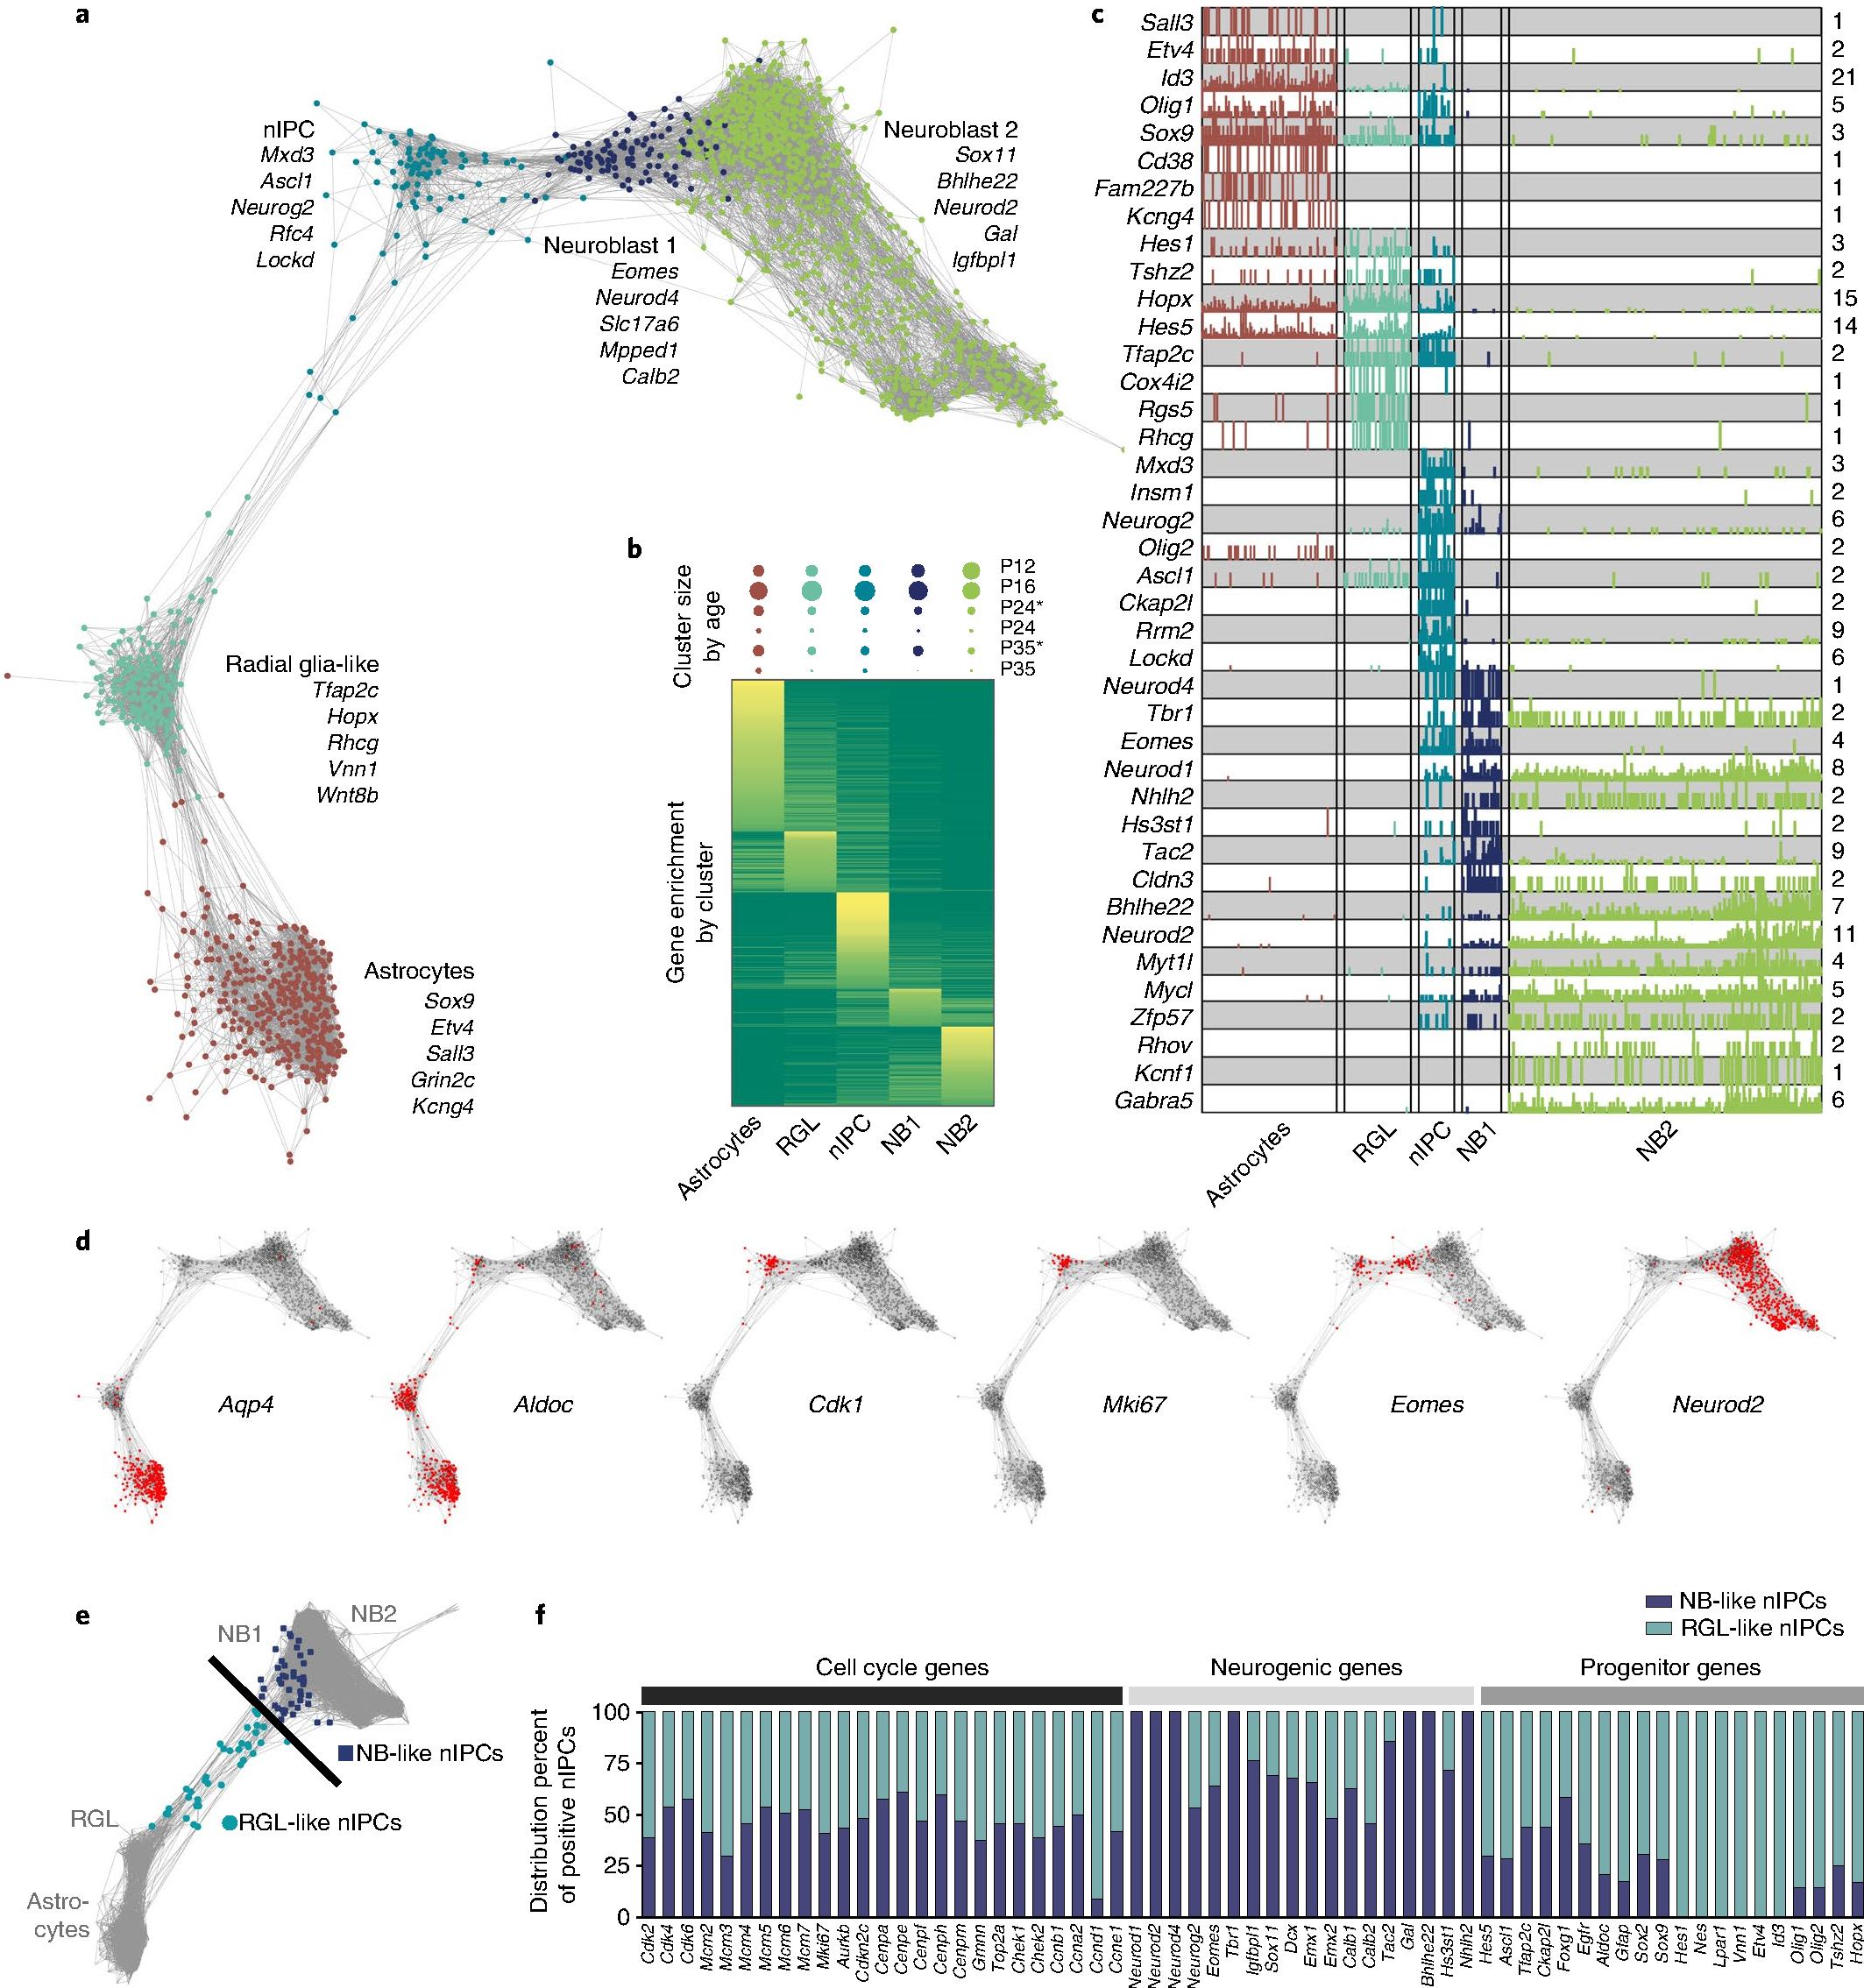 a
nIPC
Mxd3
Ascl1
Neurog2
Rfc4
Lockd
Neuroblast 1
Eomes
Neurod4
Slc17a6
Mpped1
Calb2
Neuroblast 2
Sox11
Bhlhe22
Neurod2
Gal
Igfbpl1
Radial glia-like
Tfap2c
Hopx
Rhcg
Vnn1
Wnt8b
Astrocytes
Sox9
Etv4
Sall3
Grin2c
Kcng4
b
Cluster size
by age
P12
P16
P24*
P24
P35*
P35
Gene enrichment
by cluster
Astrocytes RGL nIPC NB1 NB2
c
Sall3 1
Etv4 2
Id3 21
Olig1 5
Sox9 3
Cd38 1
Fam227b 1
Kcng4 1
Hes1 3
Tshz2 2
Hopx 15
Hes5 14
Tfap2c 2
Cox4i2 1
Rgs5 1
Rhcg 1
Mxd3 3
Insm1 2
Neurog2 6
Olig2 2
Ascl1 2
Ckap2l 2
Rrm2 9
Lockd 6
Neurod4 1
Tbr1 2
Eomes 4
Neurod1 8
Nhlh2 2
Hs3st1 2
Tac2 9
Cldn3 2
Bhlhe22 7
Neurod2 11
Myt1l 4
Mycl 5
Zfp57 2
Rhov 2
Kcnf1 1
Gabra5 6
Astrocytes RGL nIPC NB1 NB2
d
Aqp4 Aldoc Cdk1 Mki67 Eomes Neurod2
e
NB1
NB2
NB-like nIPCs
RGL
RGL-like nIPCs
Astro-
cytes
f
NB-like nIPCs
RGL-like nIPCs
Cell cycle genes Neurogenic genes Progenitor genes
Distribution percent
of positive nIPCs
100
75
50
25
0
Cdk2 Cdk4 Cdk6 Mcm2 Mcm3 Mcm4 Mcm5 Mcm6 Mcm7 Mki67 Aurkb Cdkn2c Cenpa Cenpe Cenpf Cenph Cenpm Gmnn Top2a Chek1 Chek2 Ccnb1 Ccna2 Ccnd1 Ccne1 Neurod1 Neurod2 Neurod4 Neurog2 Eomes Tbr1 Igfbpl1 Sox11 Dcx Emx1 Emx2 Calb1 Calb2 Tac2 Gal Bhlhe22 Hs3st1 Nhlh2 Hes5 Ascl1 Tfap2c Ckap2l Foxg1 Egfr Aldoc Gfap Sox2 Sox9 Hes1 Nes Lpar1 Vnn1 Etv4 Id3 Olig1 Olig2 Tshz2 Hopx